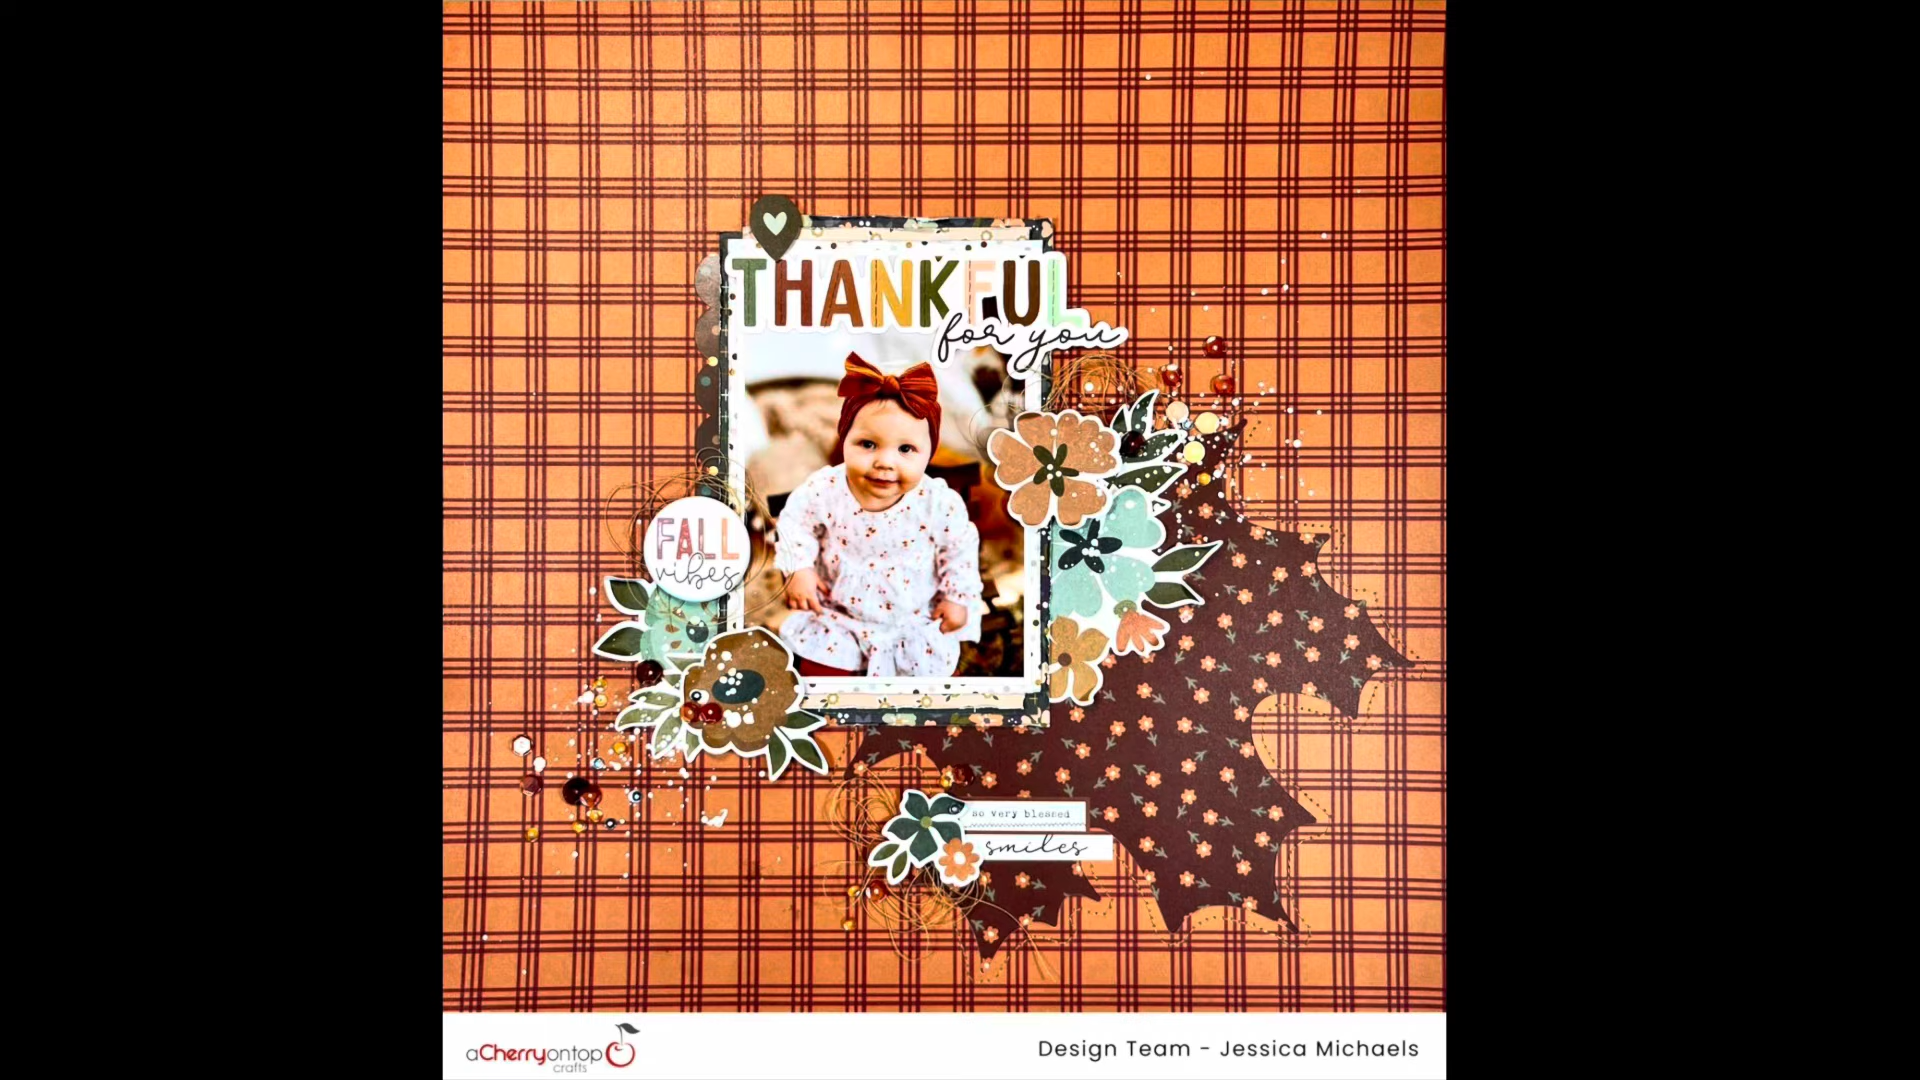 THANKFUL
for you
FALL
vibes
so very blessed
smiles
aCherryontop
crafts
Design Team - Jessica Michaels